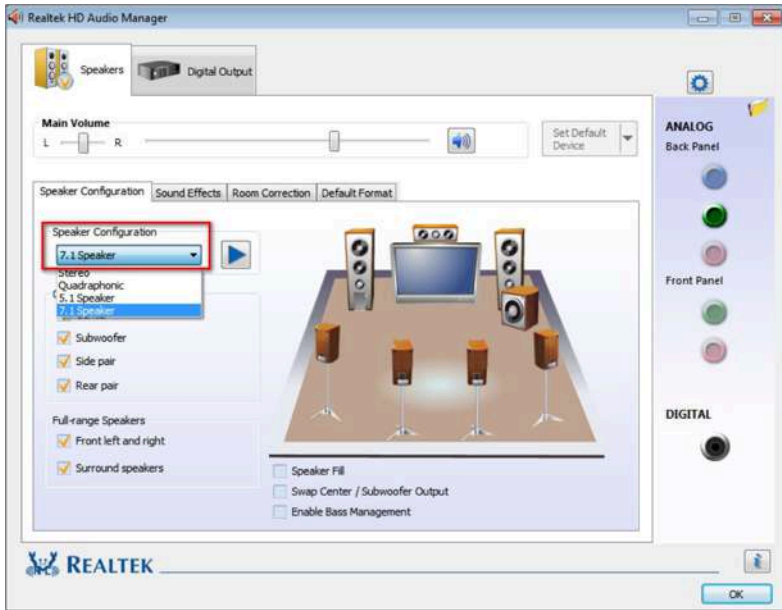 Realtek HD Audio Manager
Speakers
Digital Output
Main Volume
L
R
Set Default
Device
Speaker Configuration
Sound Effects
Room Correction
Default Format
Speaker Configuration
7.1 Speaker
Stereo
Quadraphonic
5.1 Speaker
7.1 Speaker
Subwoofer
Side pair
Rear pair
Full-range Speakers
Front left and right
Surround speakers
Speaker Fill
Swap Center / Subwoofer Output
Enable Bass Management
ANALOG
Back Panel
Front Panel
DIGITAL
REALTEK
i
OK